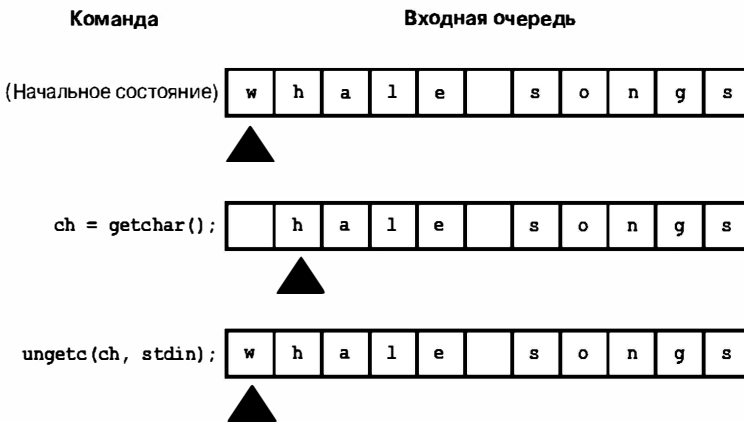 Команда Входная очередь
(Начальное состояние) w h a l e s o n g s
ch = getchar(); h a l e s o n g s
ungetc(ch, stdin); w h a l e s o n g s